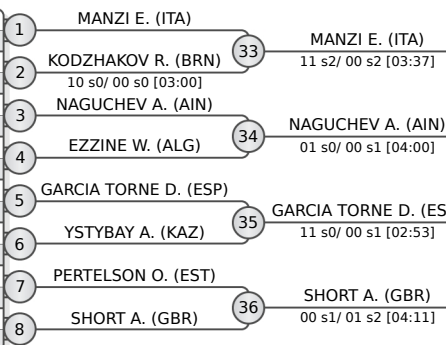 1
MANZI E. (ITA)
33
MANZI E. (ITA)
11 s2/ 00 s2 [03:37]
2
KODZHAKOV R. (BRN)
10 s0/ 00 s0 [03:00]
3
NAGUCHEV A. (AIN)
34
NAGUCHEV A. (AIN)
01 s0/ 00 s1 [04:00]
4
EZZINE W. (ALG)
5
GARCIA TORNE D. (ESP)
35
GARCIA TORNE D. (ES
11 s0/ 00 s1 [02:53]
6
YSTYBAY A. (KAZ)
7
PERTELSON O. (EST)
36
SHORT A. (GBR)
00 s1/ 01 s2 [04:11]
8
SHORT A. (GBR)